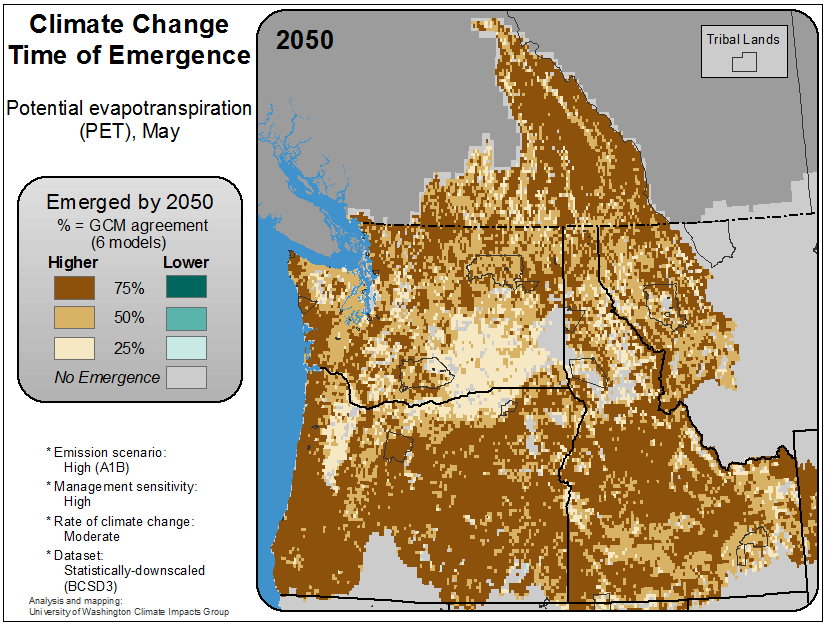 Climate Change
Time of Emergence
Potential evapotranspiration
(PET), May
Emerged by 2050
% = GCM agreement
(6 models)
Higher Lower
75%
50%
25%
No Emergence
* Emission scenario:
High (A1B)
* Management sensitivity:
High
* Rate of climate change:
Moderate
* Dataset:
Statistically-downscaled
(BCSD3)
Analysis and mapping:
University of Washington Climate Impacts Group
2050
Tribal Lands